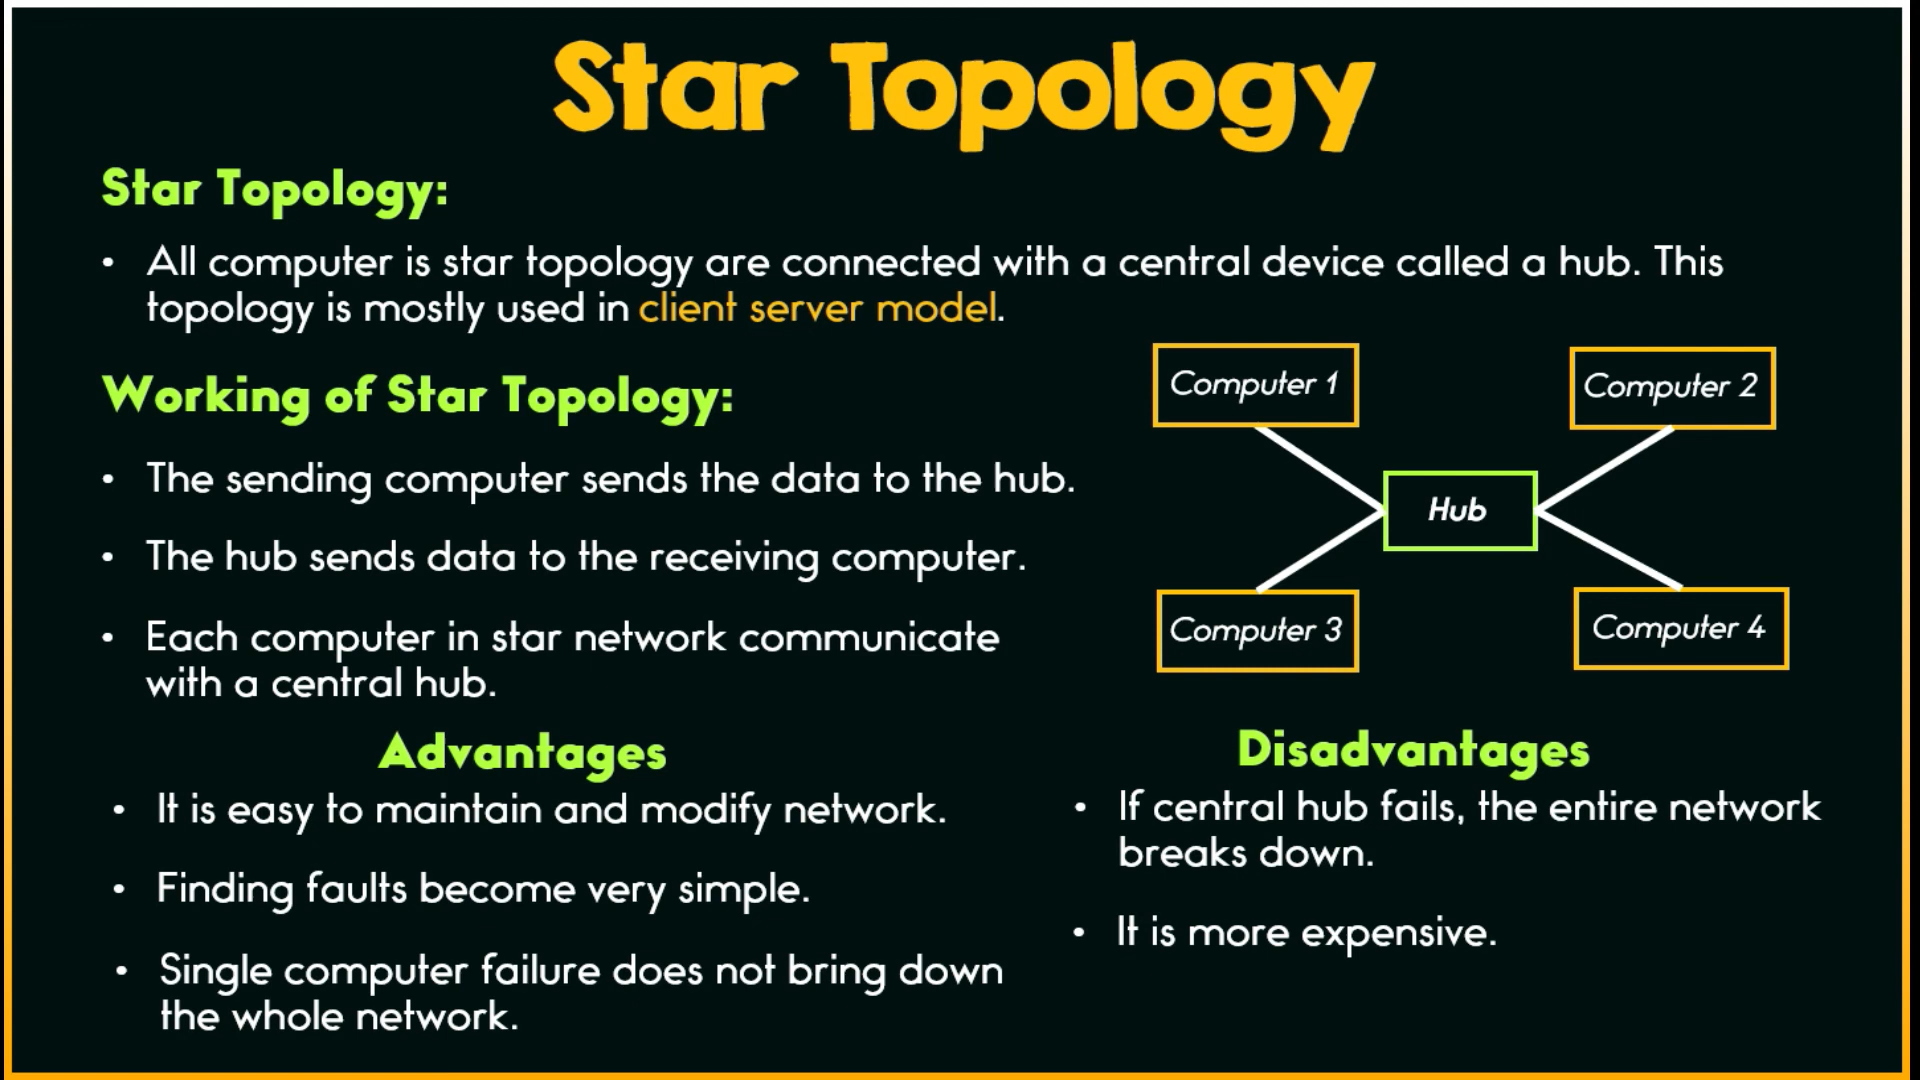 Star Topology
Star Topology:
• All computer is star topology are connected with a central device called a hub. This
topology is mostly used in client server model.
Working of Star Topology:
• The sending computer sends the data to the hub.
• The hub sends data to the receiving computer.
• Each computer in star network communicate
with a central hub.
Computer 1
Computer 2
Hub
Computer 3
Computer 4
Advantages
• It is easy to maintain and modify network.
• Finding faults become very simple.
• Single computer failure does not bring down
the whole network.
Disadvantages
• If central hub fails, the entire network
breaks down.
• It is more expensive.